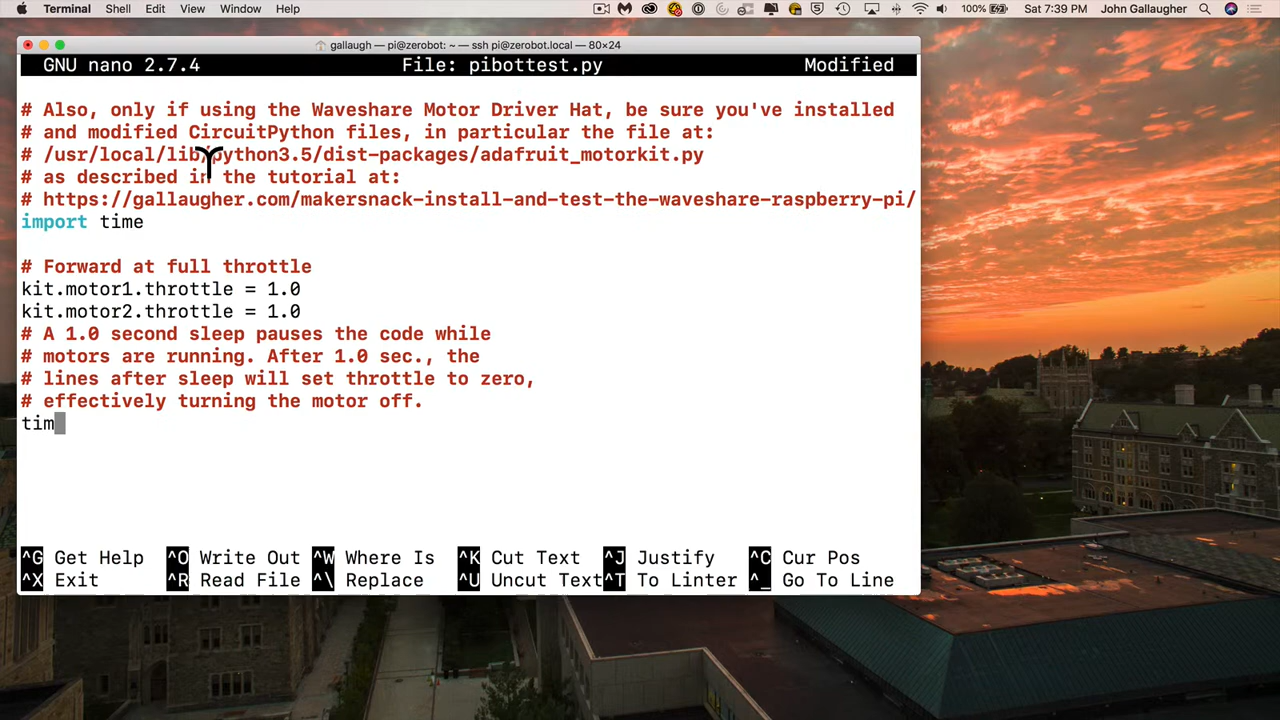 Terminal Shell Edit View Window Help 100% Sat 7:39 PM John Gallaugher
gallaugh — pi@zerobot: ~ — ssh pi@zerobot.local — 80×24
GNU nano 2.7.4 File: pibottest.py Modified
# Also, only if using the Waveshare Motor Driver Hat, be sure you've installed
# and modified CircuitPython files, in particular the file at:
# /usr/local/lib/python3.5/dist-packages/adafruit_motorkit.py
# as described in the tutorial at:
# https://gallaugher.com/makersnack-install-and-test-the-waveshare-raspberry-pi/
import time
# Forward at full throttle
kit.motor1.throttle = 1.0
kit.motor2.throttle = 1.0
# A 1.0 second sleep pauses the code while
# motors are running. After 1.0 sec., the
# lines after sleep will set throttle to zero,
# effectively turning the motor off.
tim
^G Get Help ^O Write Out ^W Where Is ^K Cut Text ^J Justify ^C Cur Pos
^X Exit ^R Read File ^\ Replace ^U Uncut Text ^T To Linter ^_ Go To Line